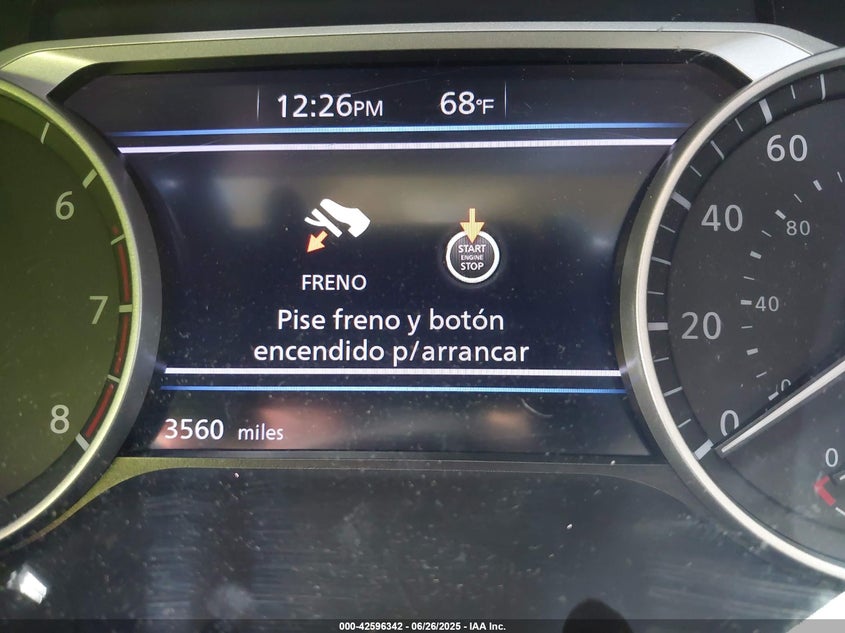 12:26PM 68°F
60
6
40
80
START
ENGINE
STOP
FRENO
7
40
20
Pise freno y botón
encendido p/arrancar
0
8
0
3560 miles
0
000-42596342 - 06/26/2025 - IAA Inc.